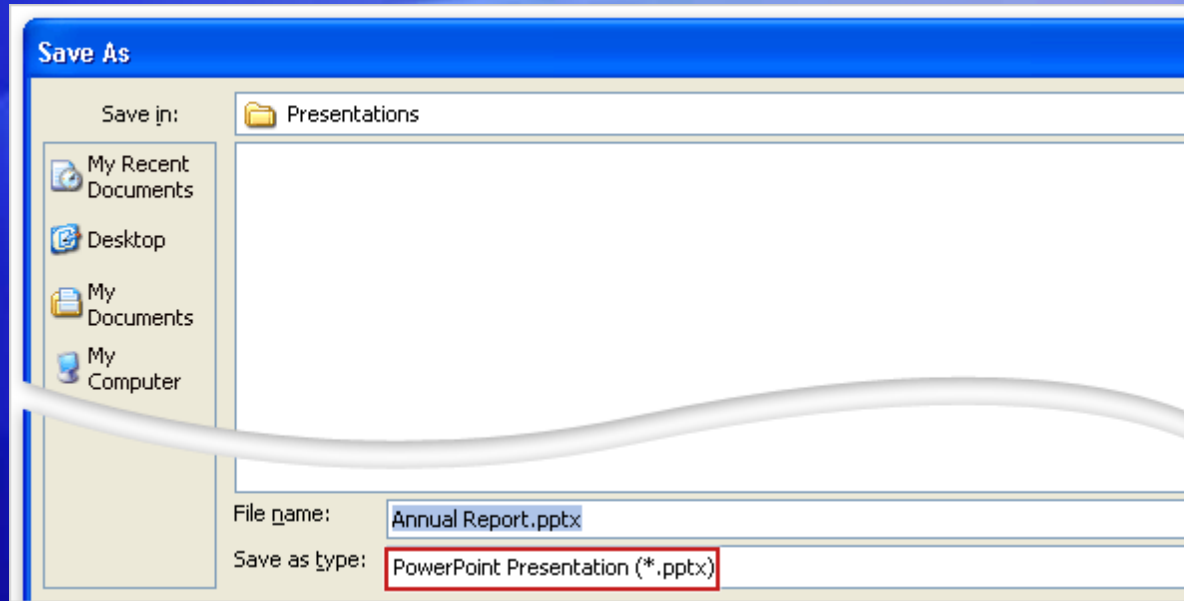 Save As
Save in:
Presentations
My Recent
Documents
Desktop
My
Documents
My
Computer
File name:
Annual Report.pptx
Save as type:
PowerPoint Presentation (*.pptx)